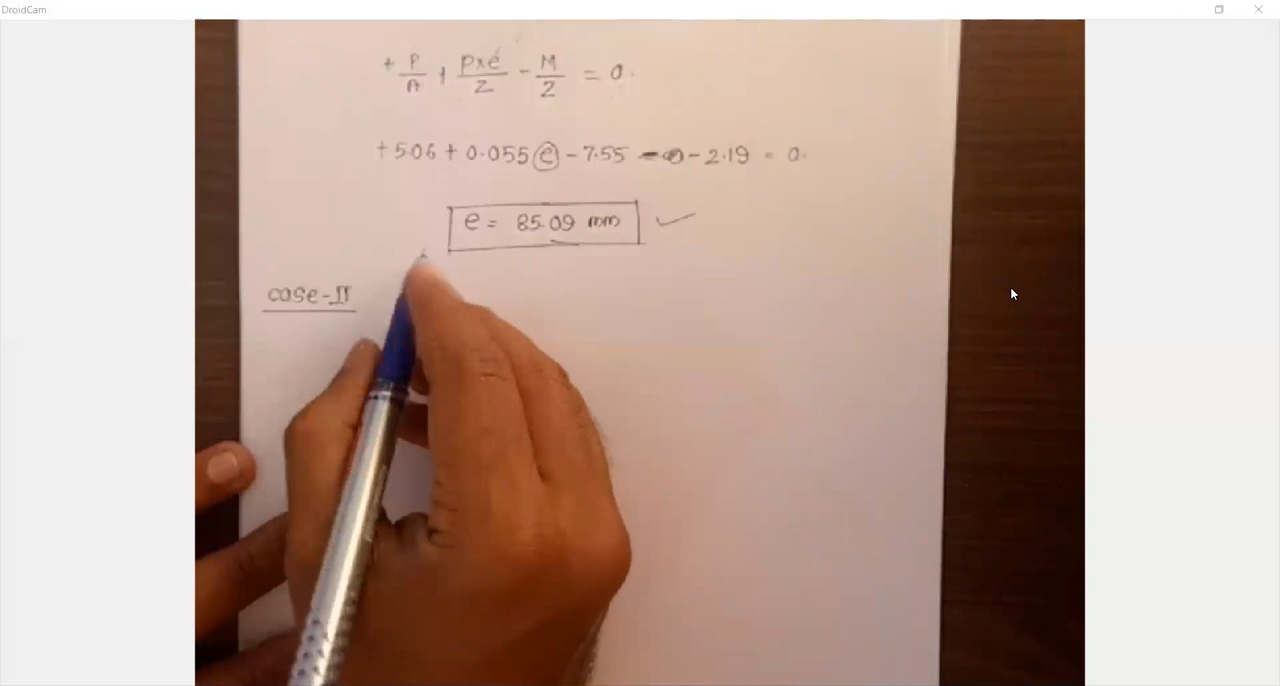 DroidCam
+ P/A + P×e/Z - M/Z = 0.
+5.06 + 0.055 e - 7.55 - 2.19 = 0.
e = 85.09 mm ✓
case-II